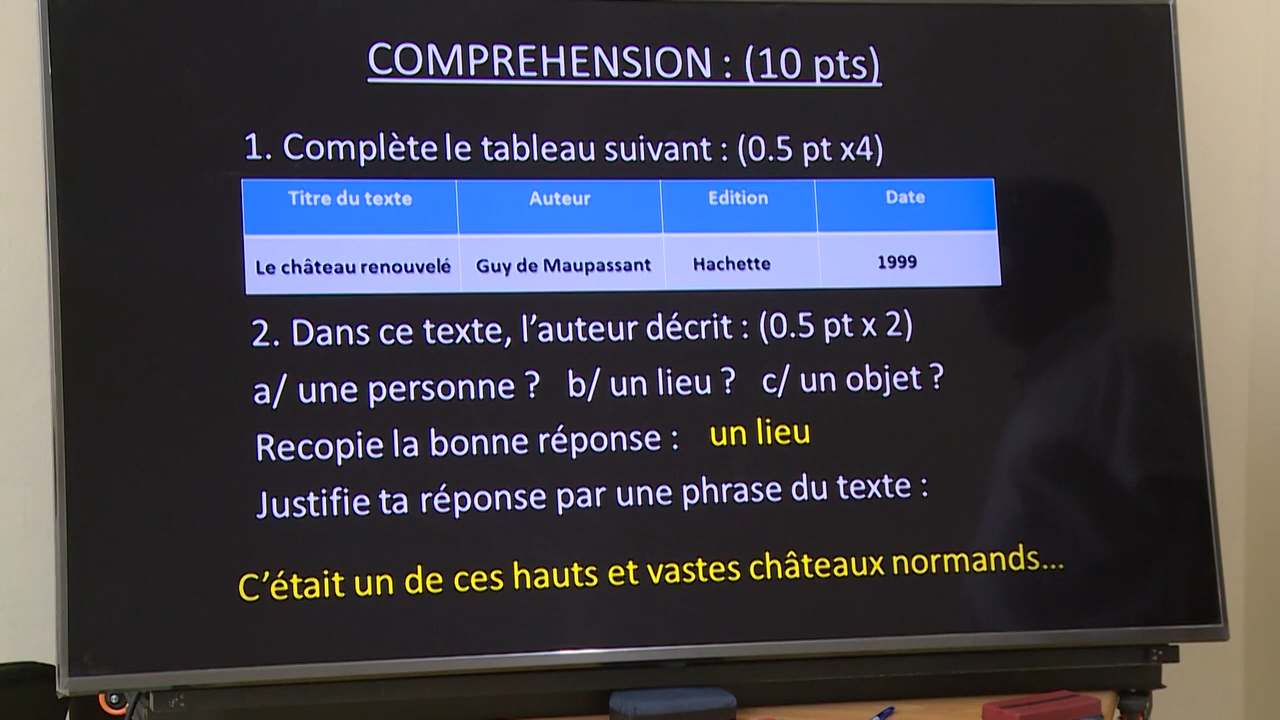 COMPREHENSION : (10 pts)
1. Complète le tableau suivant : (0.5 pt x4)
Titre du texte Auteur Edition Date
Le château renouvelé Guy de Maupassant Hachette 1999
2. Dans ce texte, l'auteur décrit : (0.5 pt x 2)
a/ une personne ? b/ un lieu ? c/ un objet ?
Recopie la bonne réponse : un lieu
Justifie ta réponse par une phrase du texte :
C'était un de ces hauts et vastes châteaux normands...